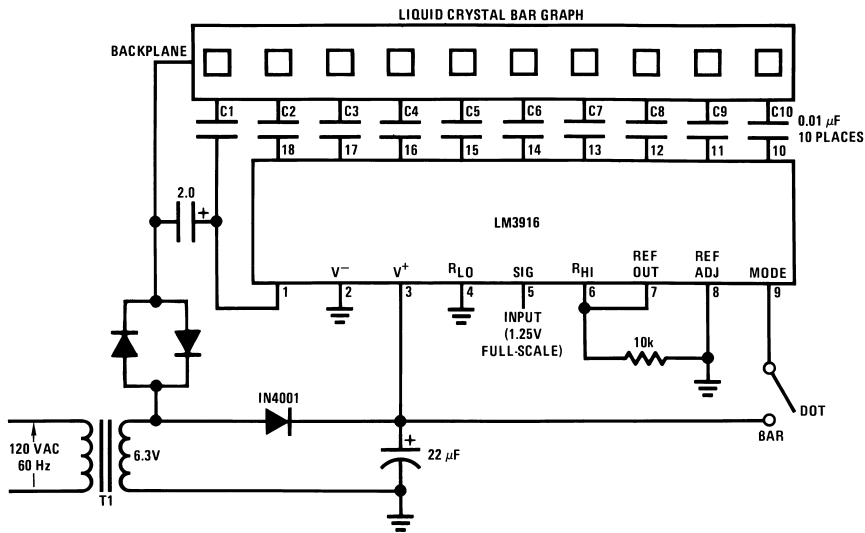 LIQUID CRYSTAL BAR GRAPH
BACKPLANE
C1 C2 C3 C4 C5 C6 C7 C8 C9 C10
0.01 μF
10 PLACES
18 17 16 15 14 13 12 11 10
2.0
+
LM3916
V− V+ RLO SIG RHI REF OUT REF ADJ MODE
1 2 3 4 5 6 7 8 9
INPUT
(1.25V
FULL-SCALE)
10k
IN4001
DOT
BAR
120 VAC
60 Hz
6.3V
+
22 μF
T1